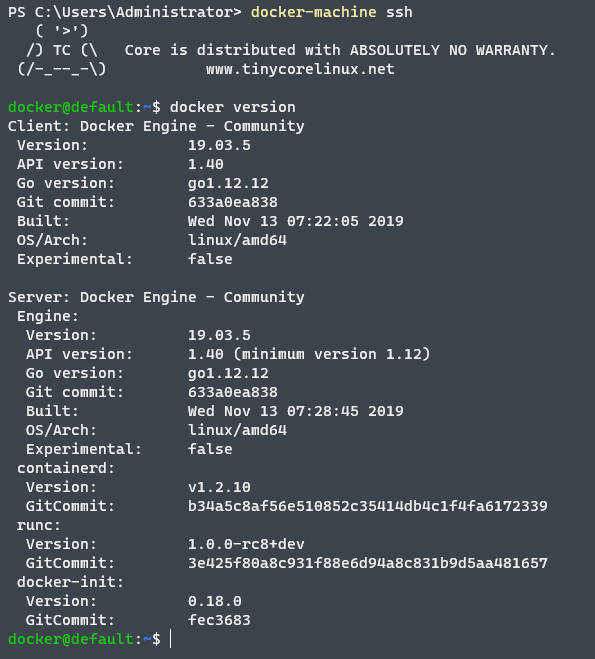 PS C:\Users\Administrator> docker-machine ssh
   ( '>')
  /) TC (\   Core is distributed with ABSOLUTELY NO WARRANTY.
 (/-_--_-\)           www.tinycorelinux.net

docker@default:~$ docker version
Client: Docker Engine - Community
 Version:           19.03.5
 API version:       1.40
 Go version:        go1.12.12
 Git commit:        633a0ea838
 Built:             Wed Nov 13 07:22:05 2019
 OS/Arch:           linux/amd64
 Experimental:      false

Server: Docker Engine - Community
 Engine:
  Version:          19.03.5
  API version:      1.40 (minimum version 1.12)
  Go version:       go1.12.12
  Git commit:       633a0ea838
  Built:            Wed Nov 13 07:28:45 2019
  OS/Arch:          linux/amd64
  Experimental:     false
 containerd:
  Version:          v1.2.10
  GitCommit:        b34a5c8af56e510852c35414db4c1f4fa6172339
 runc:
  Version:          1.0.0-rc8+dev
  GitCommit:        3e425f80a8c931f88e6d94a8c831b9d5aa481657
 docker-init:
  Version:          0.18.0
  GitCommit:        fec3683
docker@default:~$